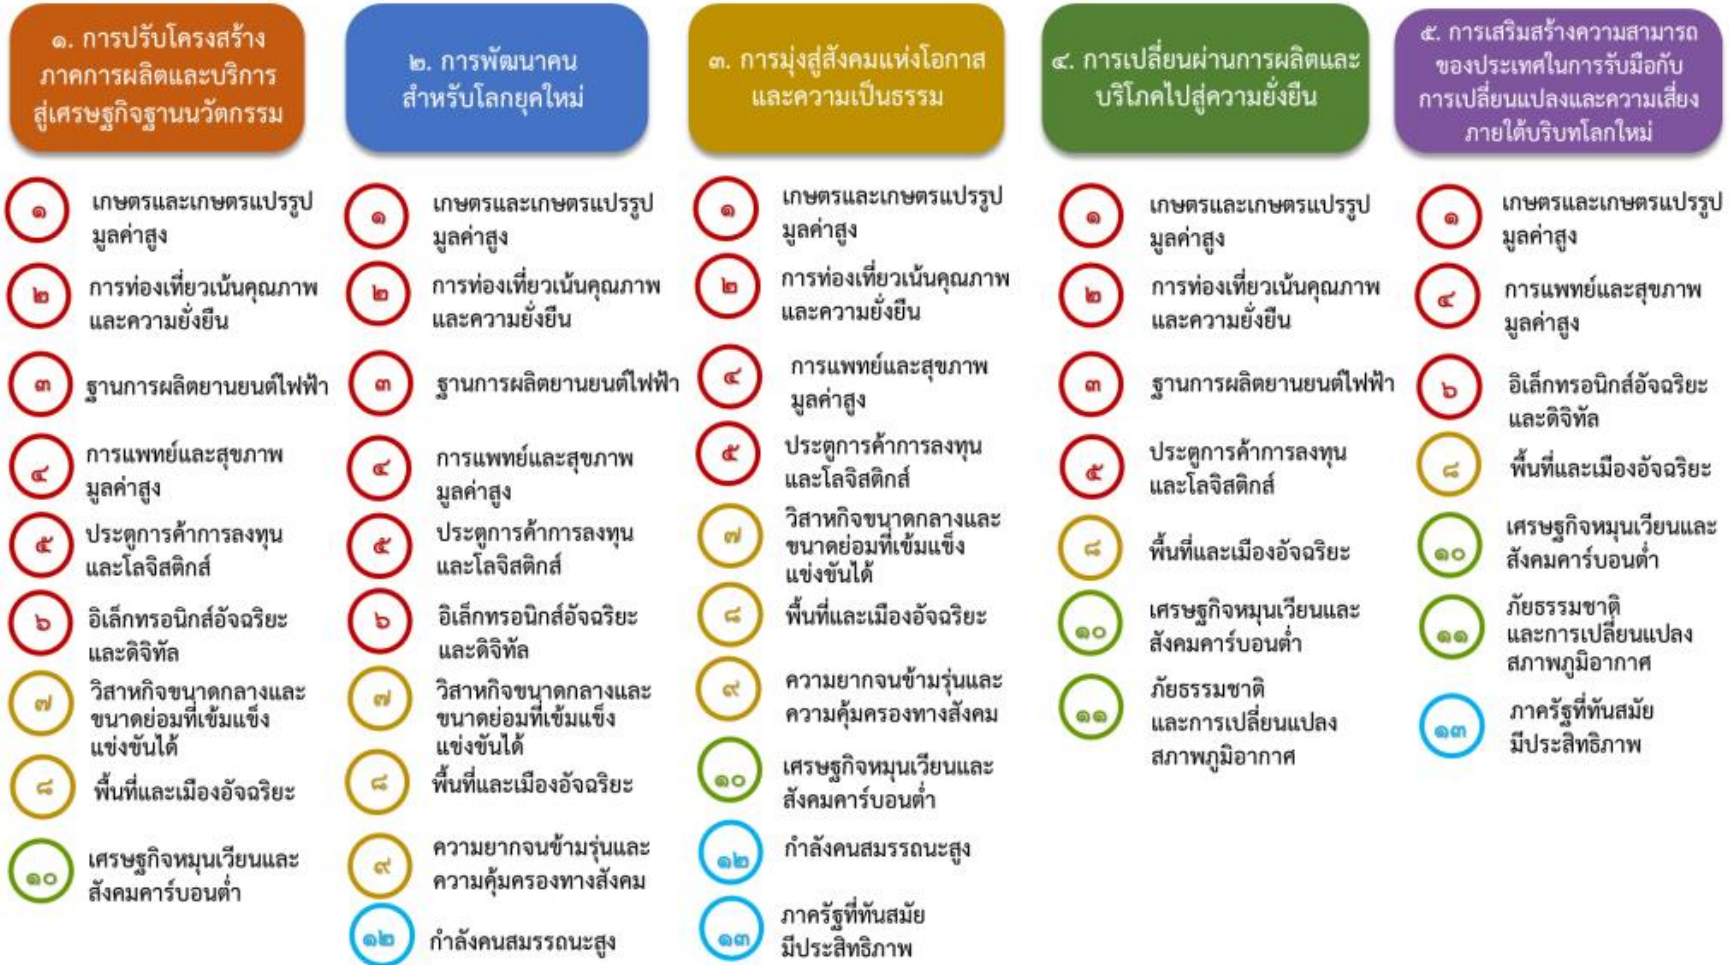 ๑. การปรับโครงสร้าง
ภาคการผลิตและบริการ
สู่เศรษฐกิจฐานนวัตกรรม
๑
เกษตรและเกษตรแปรรูป
มูลค่าสูง
๒
การท่องเที่ยวเน้นคุณภาพ
และความยั่งยืน
๓
ฐานการผลิตยานยนต์ไฟฟ้า
๔
การแพทย์และสุขภาพ
มูลค่าสูง
๕
ประตูการค้าการลงทุน
และโลจิสติกส์
๖
อิเล็กทรอนิกส์อัจฉริยะ
และดิจิทัล
๗
วิสาหกิจขนาดกลางและ
ขนาดย่อมที่เข้มแข็ง
แข่งขันได้
๘
พื้นที่และเมืองอัจฉริยะ
๑๐
เศรษฐกิจหมุนเวียนและ
สังคมคาร์บอนต่ำ
๒. การพัฒนาคน
สำหรับโลกยุคใหม่
๑
เกษตรและเกษตรแปรรูป
มูลค่าสูง
๒
การท่องเที่ยวเน้นคุณภาพ
และความยั่งยืน
๓
ฐานการผลิตยานยนต์ไฟฟ้า
๔
การแพทย์และสุขภาพ
มูลค่าสูง
๕
ประตูการค้าการลงทุน
และโลจิสติกส์
๖
อิเล็กทรอนิกส์อัจฉริยะ
และดิจิทัล
๗
วิสาหกิจขนาดกลางและ
ขนาดย่อมที่เข้มแข็ง
แข่งขันได้
๘
พื้นที่และเมืองอัจฉริยะ
๙
ความยากจนข้ามรุ่นและ
ความคุ้มครองทางสังคม
๑๒
กำลังคนสมรรถนะสูง
๓. การมุ่งสู่สังคมแห่งโอกาส
และความเป็นธรรม
๑
เกษตรและเกษตรแปรรูป
มูลค่าสูง
๒
การท่องเที่ยวเน้นคุณภาพ
และความยั่งยืน
๔
การแพทย์และสุขภาพ
มูลค่าสูง
๕
ประตูการค้าการลงทุน
และโลจิสติกส์
๗
วิสาหกิจขนาดกลางและ
ขนาดย่อมที่เข้มแข็ง
แข่งขันได้
๘
พื้นที่และเมืองอัจฉริยะ
๙
ความยากจนข้ามรุ่นและ
ความคุ้มครองทางสังคม
๑๐
เศรษฐกิจหมุนเวียนและ
สังคมคาร์บอนต่ำ
๑๒
กำลังคนสมรรถนะสูง
๑๓
ภาครัฐที่ทันสมัย
มีประสิทธิภาพ
๔. การเปลี่ยนผ่านการผลิตและ
บริโภคไปสู่ความยั่งยืน
๑
เกษตรและเกษตรแปรรูป
มูลค่าสูง
๒
การท่องเที่ยวเน้นคุณภาพ
และความยั่งยืน
๓
ฐานการผลิตยานยนต์ไฟฟ้า
๕
ประตูการค้าการลงทุน
และโลจิสติกส์
๘
พื้นที่และเมืองอัจฉริยะ
๑๐
เศรษฐกิจหมุนเวียนและ
สังคมคาร์บอนต่ำ
๑๑
ภัยธรรมชาติ
และการเปลี่ยนแปลง
สภาพภูมิอากาศ
๕. การเสริมสร้างความสามารถ
ของประเทศในการรับมือกับ
การเปลี่ยนแปลงและความเสี่ยง
ภายใต้บริบทโลกใหม่
๑
เกษตรและเกษตรแปรรูป
มูลค่าสูง
๔
การแพทย์และสุขภาพ
มูลค่าสูง
๖
อิเล็กทรอนิกส์อัจฉริยะ
และดิจิทัล
๘
พื้นที่และเมืองอัจฉริยะ
๑๐
เศรษฐกิจหมุนเวียนและ
สังคมคาร์บอนต่ำ
๑๑
ภัยธรรมชาติ
และการเปลี่ยนแปลง
สภาพภูมิอากาศ
๑๓
ภาครัฐที่ทันสมัย
มีประสิทธิภาพ